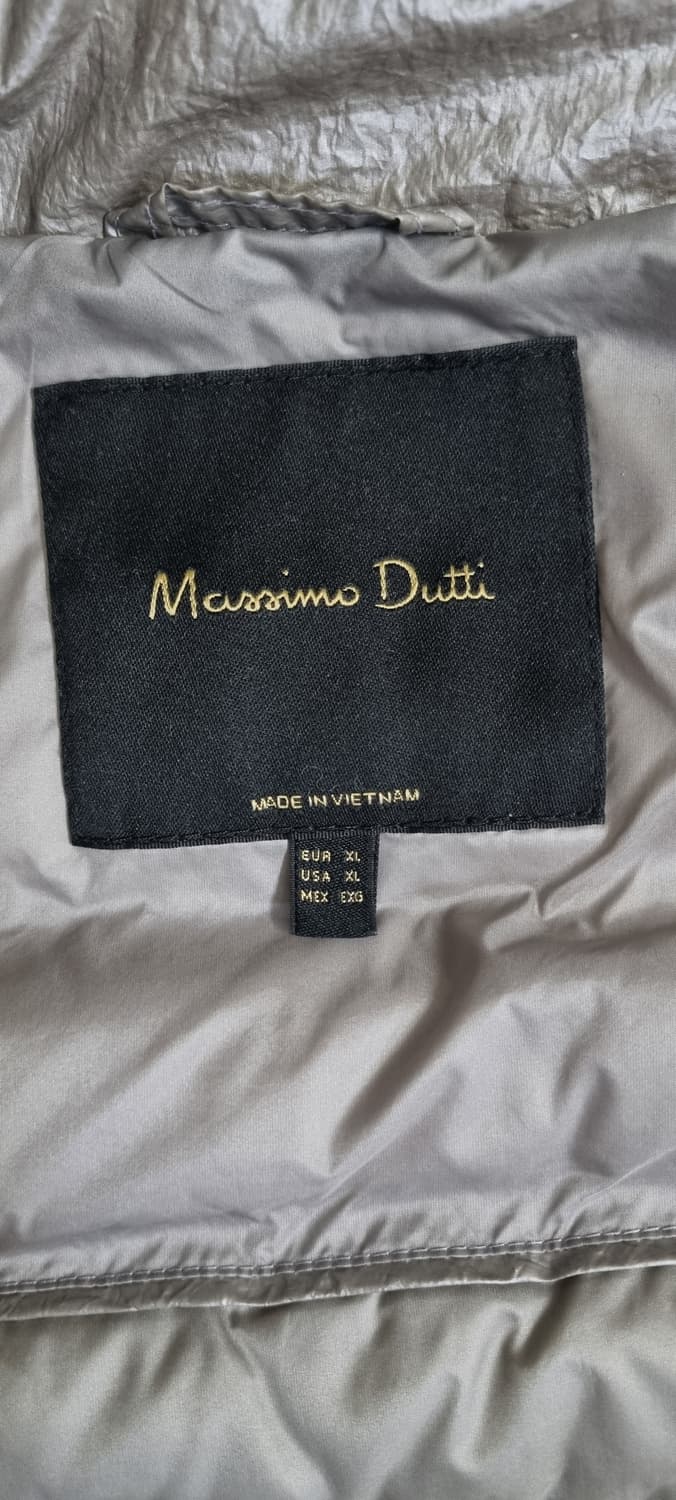 Massimo Dutti
MADE IN VIETNAM
EUR XL
USA XL
MEX EXG